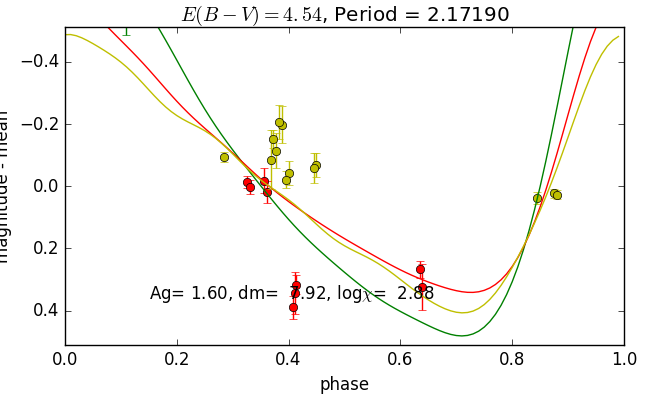 E(B − V) = 4.54, Period = 2.17190
−0.4
−0.2
0.0
0.2
0.4
magnitude - mean
Ag= 1.60, dm= 7.92, logχ= 2.88
0.0 0.2 0.4 0.6 0.8 1.0
phase